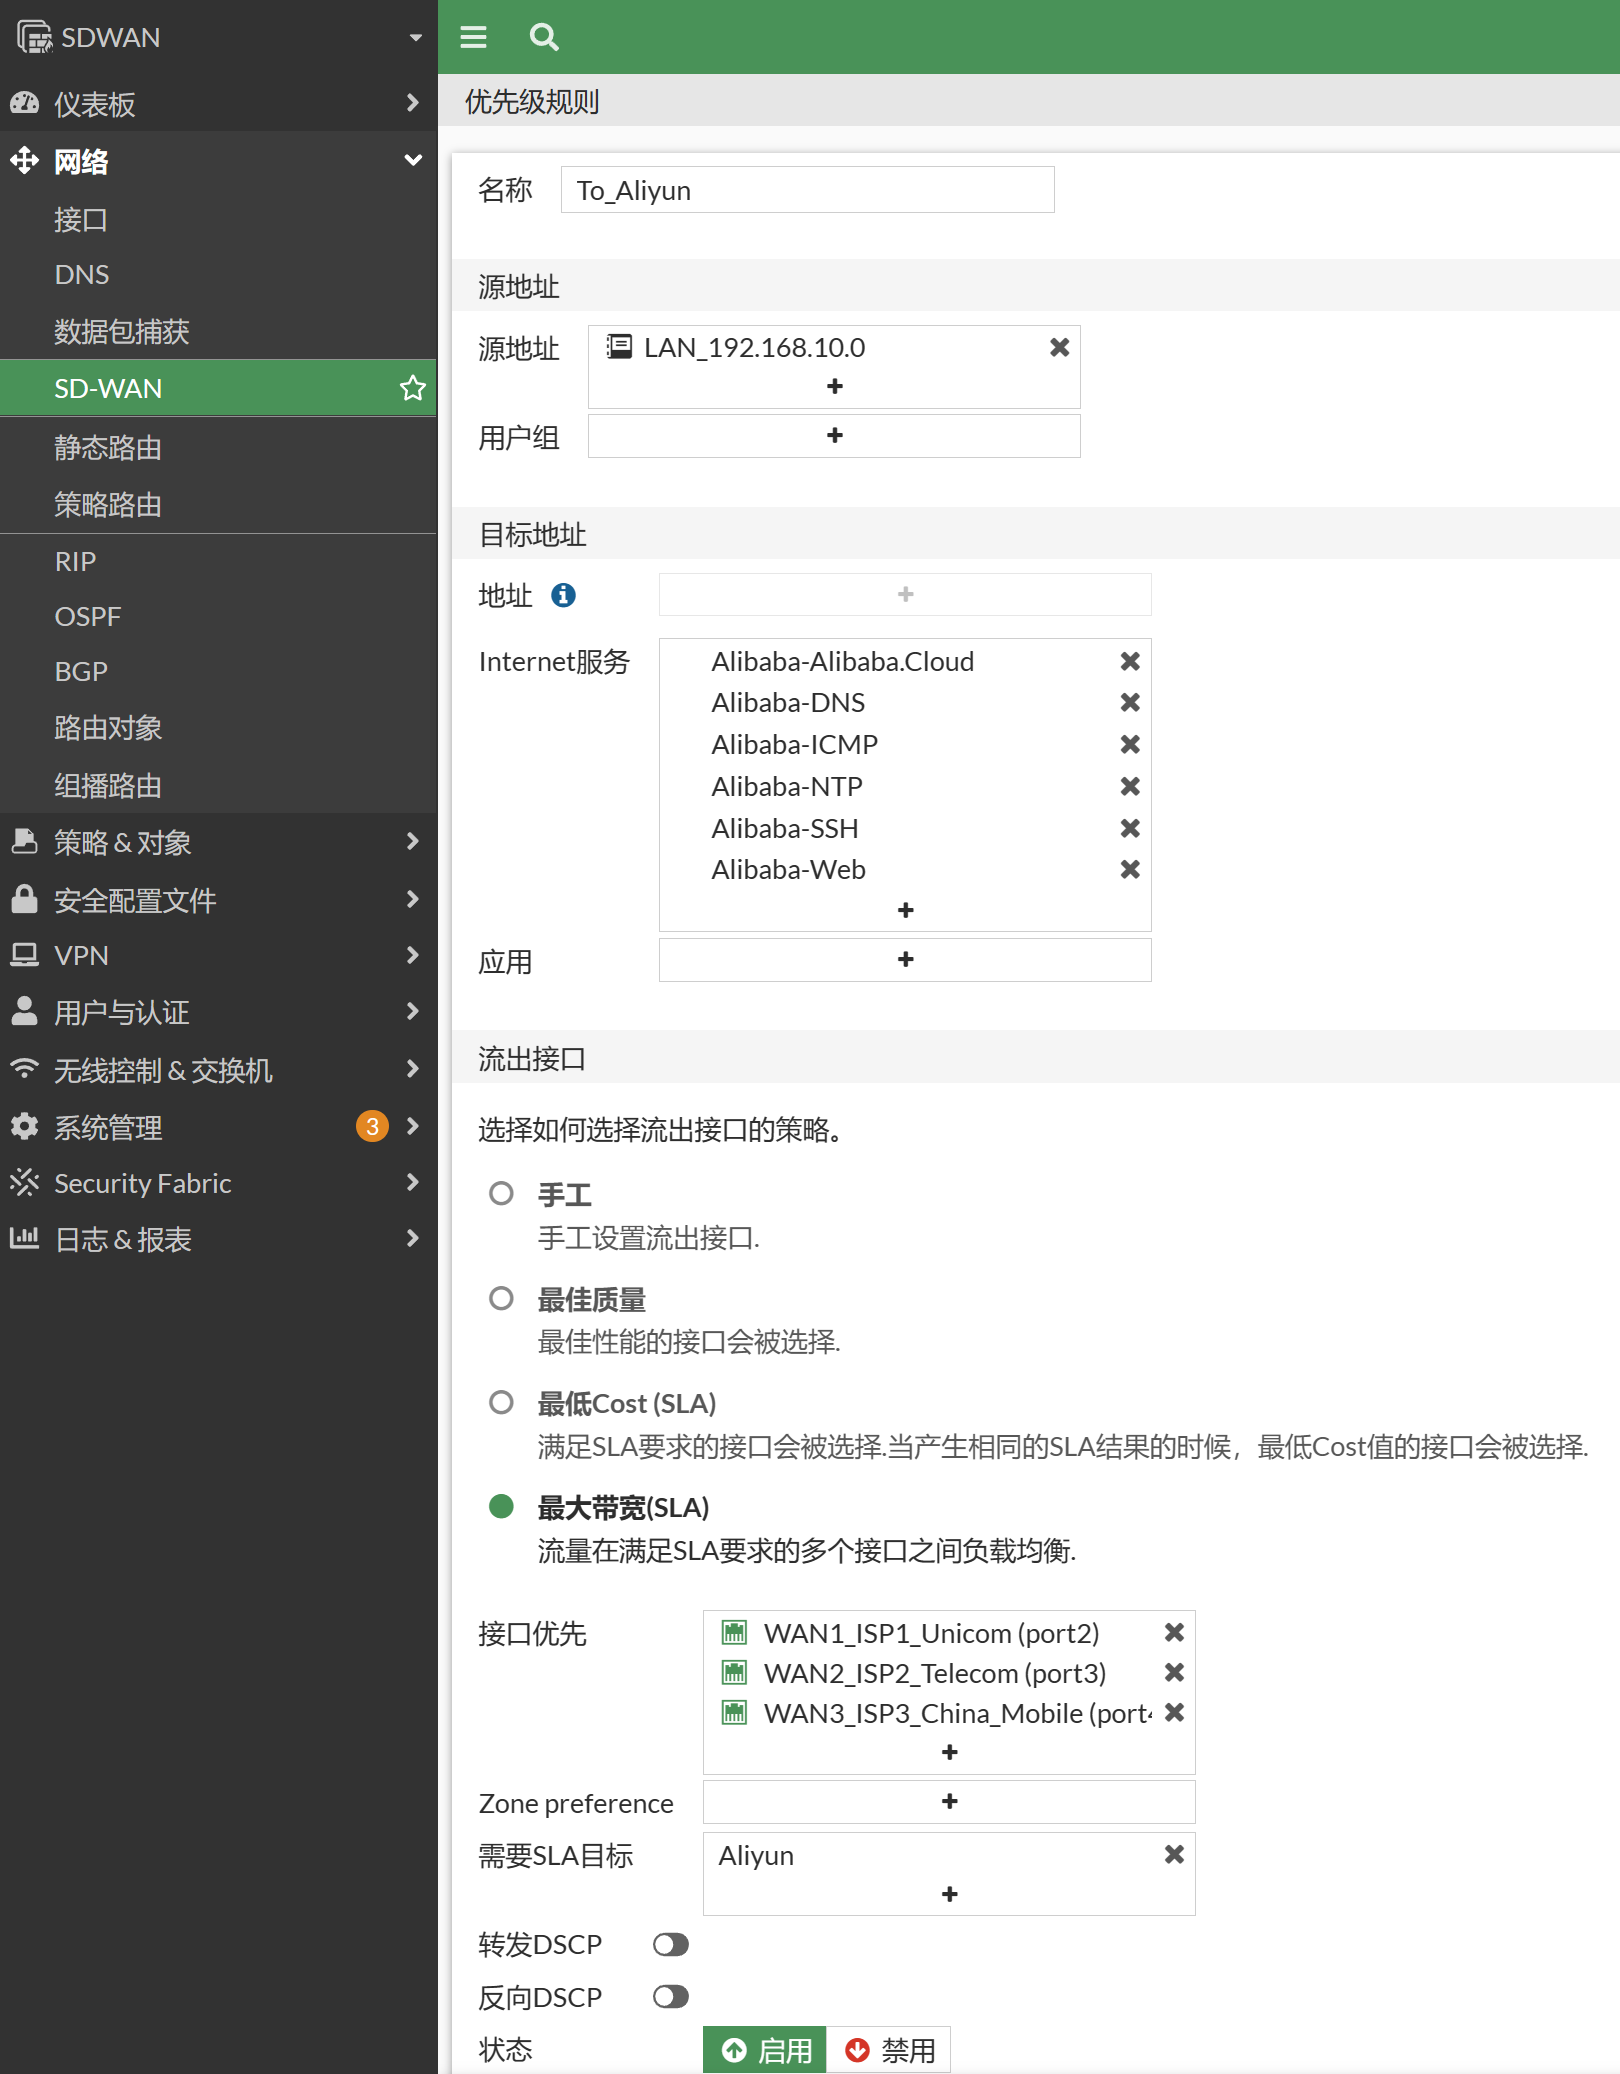 SDWAN
仪表板
网络
接口
DNS
数据包捕获
SD-WAN
静态路由
策略路由
RIP
OSPF
BGP
路由对象
组播路由
策略 & 对象
安全配置文件
VPN
用户与认证
无线控制 & 交换机
系统管理 3
Security Fabric
日志 & 报表
优先级规则
名称 To_Aliyun
源地址
源地址 LAN_192.168.10.0
用户组
目标地址
地址
Internet服务 Alibaba-Alibaba.Cloud
Alibaba-DNS
Alibaba-ICMP
Alibaba-NTP
Alibaba-SSH
Alibaba-Web
应用
流出接口
选择如何选择流出接口的策略。
手工
手工设置流出接口.
最佳质量
最佳性能的接口会被选择.
最低Cost (SLA)
满足SLA要求的接口会被选择.当产生相同的SLA结果的时候，最低Cost值的接口会被选择.
最大带宽(SLA)
流量在满足SLA要求的多个接口之间负载均衡.
接口优先 WAN1_ISP1_Unicom (port2)
WAN2_ISP2_Telecom (port3)
WAN3_ISP3_China_Mobile (port4
Zone preference
需要SLA目标 Aliyun
转发DSCP
反向DSCP
状态 启用 禁用